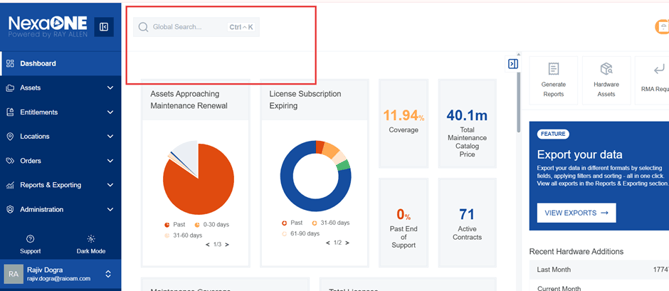 NexaONE
Powered by RAY ALLEN
Global Search...
Ctrl – K
Dashboard
Assets
Entitlements
Locations
Orders
Reports & Exporting
Administration
Support
Dark Mode
RA
Rajiv Dogra
rajiv.dogra@raioam.com
Assets Approaching
Maintenance Renewal
Past
0-30 days
31-60 days
< 1/3 >
License Subscription
Expiring
Past
31-60 days
61-90 days
< 1/2 >
11.94%
Coverage
40.1m
Total
Maintenance
Catalog
Price
0%
Past End
of
Support
71
Active
Contracts
Maintenance Coverage
Total Licenses
Generate
Reports
Hardware
Assets
RMA Requ
FEATURE
Export your data
Export your data in different formats by selecting
fields, applying filters and sorting - all in one click.
View all exports in the Reports & Exporting section.
VIEW EXPORTS →
Recent Hardware Additions
Last Month
1774
Current Month